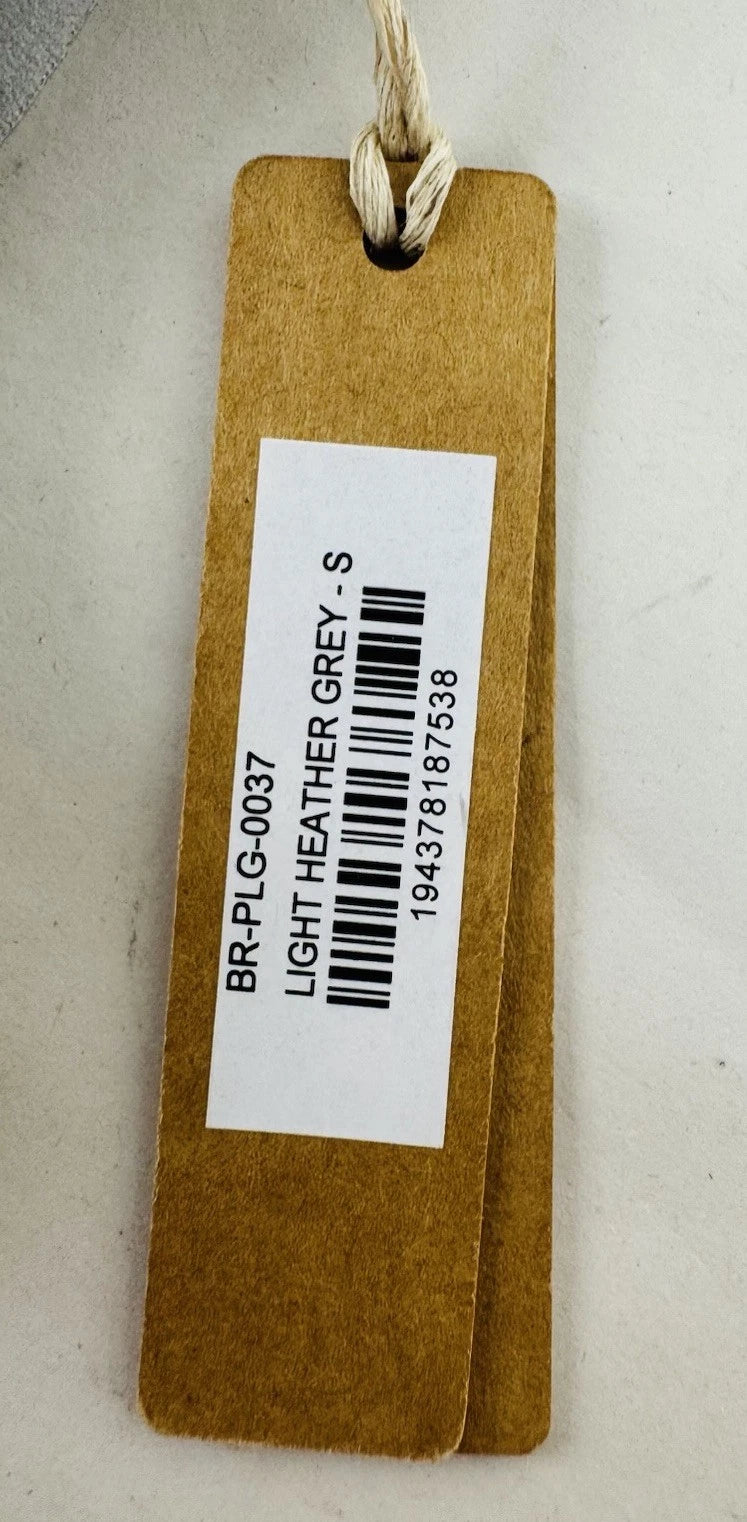 BR-PLG-0037
LIGHT HEATHER GREY - S
194378187538